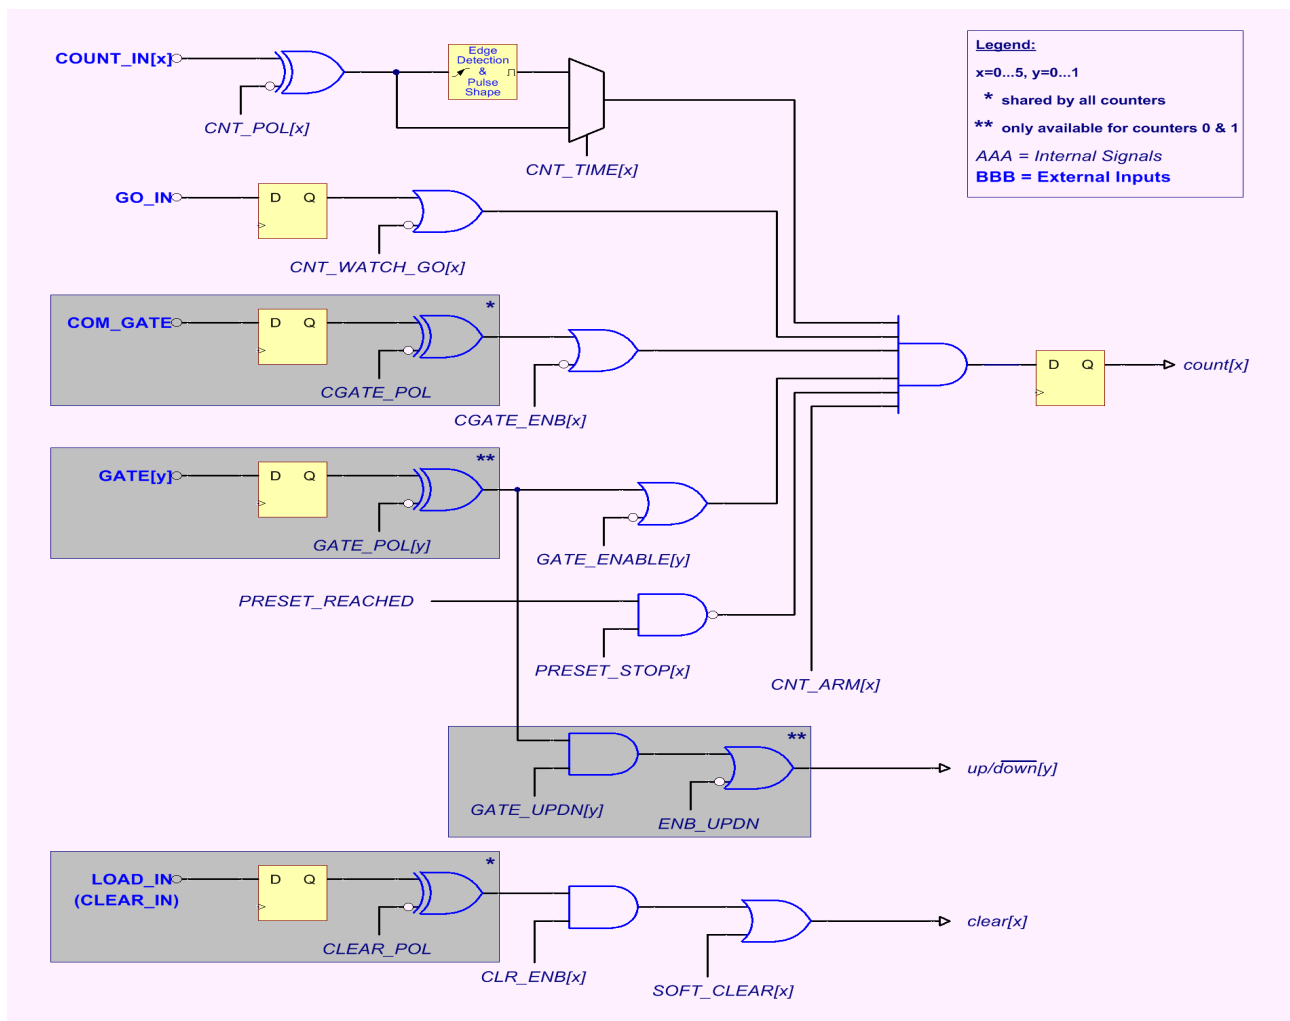 COUNT_IN[x]
Edge
Detection
&
Pulse
Shape
CNT_POL[x]
CNT_TIME[x]
Legend:
x=0...5, y=0...1
* shared by all counters
** only available for counters 0 & 1
AAA = Internal Signals
BBB = External Inputs
GO_IN
D Q
CNT_WATCH_GO[x]
*
COM_GATE
D Q
CGATE_POL
CGATE_ENB[x]
D Q
count[x]
**
GATE[y]
D Q
GATE_POL[y]
GATE_ENABLE[y]
PRESET_REACHED
PRESET_STOP[x]
CNT_ARM[x]
**
GATE_UPDN[y]
ENB_UPDN
up/down[y]
*
LOAD_IN
(CLEAR_IN)
D Q
CLEAR_POL
CLR_ENB[x]
SOFT_CLEAR[x]
clear[x]